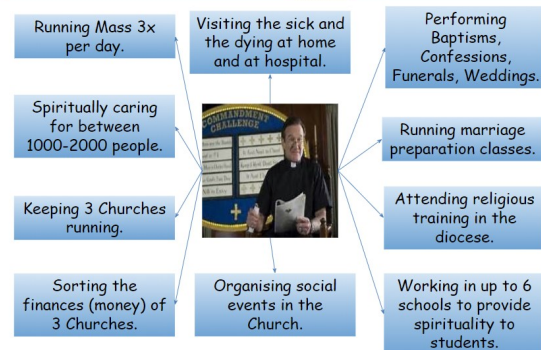 Running Mass 3x
per day.
Visiting the sick and
the dying at home
and at hospital.
Performing
Baptisms,
Confessions,
Funerals, Weddings.
Spiritually caring
for between
1000-2000 people.
COMMANDMENT
CHALLENGE
Running marriage
preparation classes.
Keeping 3 Churches
running.
Attending religious
training in the
diocese.
Sorting the
finances (money) of
3 Churches.
Organising social
events in the
Church.
Working in up to 6
schools to provide
spirituality to
students.